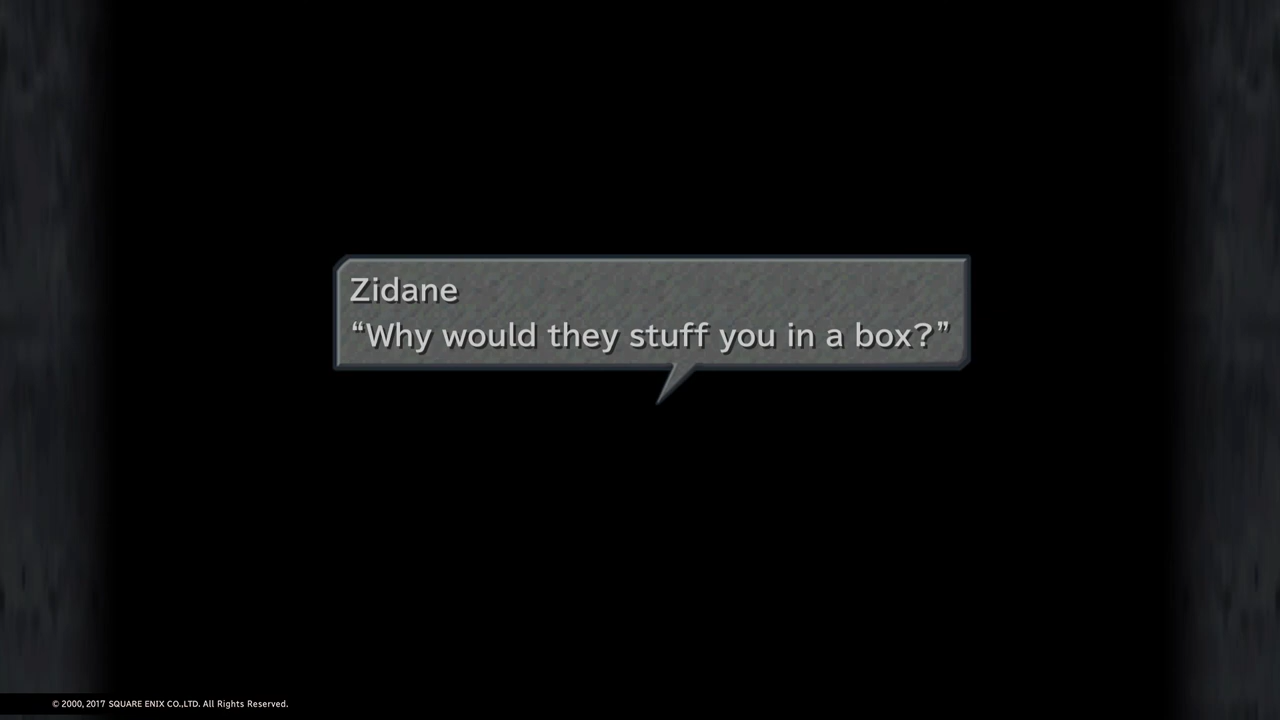 Zidane
“Why would they stuff you in a box?”
© 2000, 2017 SQUARE ENIX CO.,LTD. All Rights Reserved.